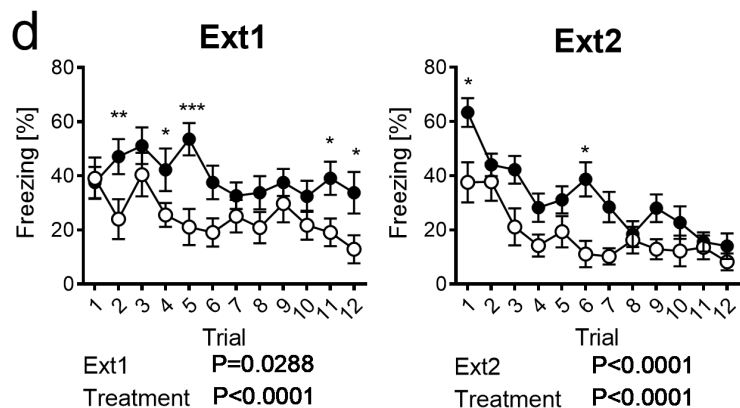 d
Ext1
Ext2
Freezing [%]
80
60
40
20
0
** * *** * *
1 2 3 4 5 6 7 8 9 10 11 12
Freezing [%]
80
60
40
20
0
* *
1 2 3 4 5 6 7 8 9 10 11 12
Trial
Trial
Ext1 P=0.0288
Treatment P<0.0001
Ext2 P<0.0001
Treatment P<0.0001